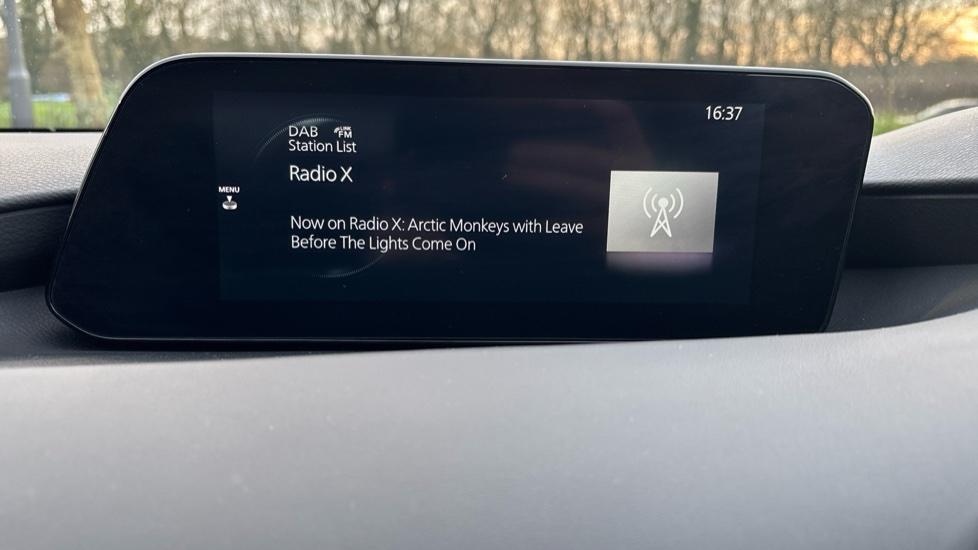 16:37
DAB LINK FM
Station List
Radio X
MENU
Now on Radio X: Arctic Monkeys with Leave
Before The Lights Come On